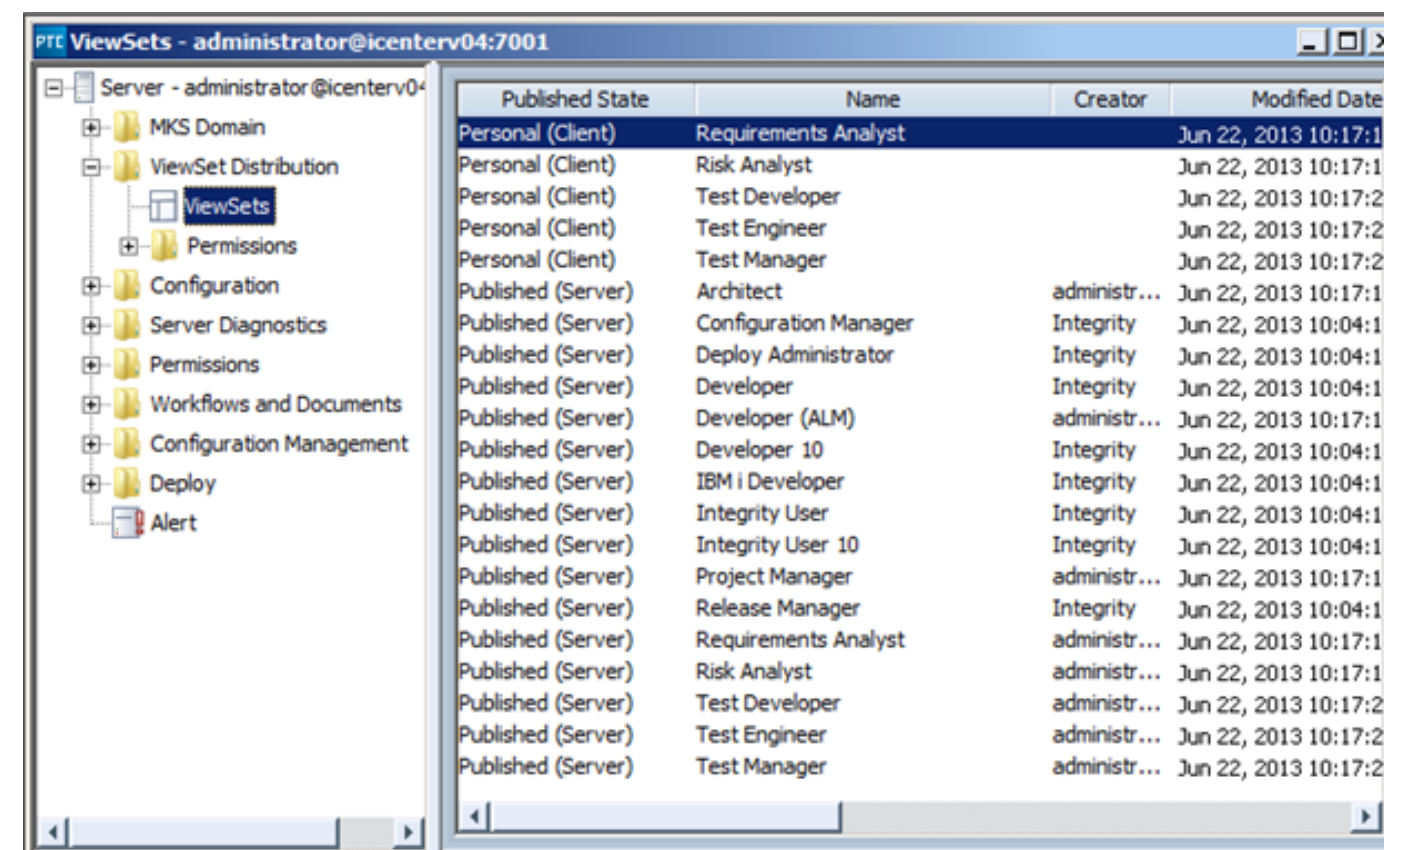 PTC ViewSets - administrator@icenterv04:7001
Server - administrator@icenterv04
MKS Domain
ViewSet Distribution
ViewSets
Permissions
Configuration
Server Diagnostics
Permissions
Workflows and Documents
Configuration Management
Deploy
Alert
Published State Name Creator Modified Date
Personal (Client) Requirements Analyst Jun 22, 2013 10:17:1
Personal (Client) Risk Analyst Jun 22, 2013 10:17:1
Personal (Client) Test Developer Jun 22, 2013 10:17:2
Personal (Client) Test Engineer Jun 22, 2013 10:17:2
Personal (Client) Test Manager Jun 22, 2013 10:17:2
Published (Server) Architect administr... Jun 22, 2013 10:17:1
Published (Server) Configuration Manager Integrity Jun 22, 2013 10:04:1
Published (Server) Deploy Administrator Integrity Jun 22, 2013 10:04:1
Published (Server) Developer Integrity Jun 22, 2013 10:04:1
Published (Server) Developer (ALM) administr... Jun 22, 2013 10:17:1
Published (Server) Developer 10 Integrity Jun 22, 2013 10:04:1
Published (Server) IBM i Developer Integrity Jun 22, 2013 10:04:1
Published (Server) Integrity User Integrity Jun 22, 2013 10:04:1
Published (Server) Integrity User 10 Integrity Jun 22, 2013 10:04:1
Published (Server) Project Manager administr... Jun 22, 2013 10:17:1
Published (Server) Release Manager Integrity Jun 22, 2013 10:04:1
Published (Server) Requirements Analyst administr... Jun 22, 2013 10:17:1
Published (Server) Risk Analyst administr... Jun 22, 2013 10:17:1
Published (Server) Test Developer administr... Jun 22, 2013 10:17:2
Published (Server) Test Engineer administr... Jun 22, 2013 10:17:2
Published (Server) Test Manager administr... Jun 22, 2013 10:17:2